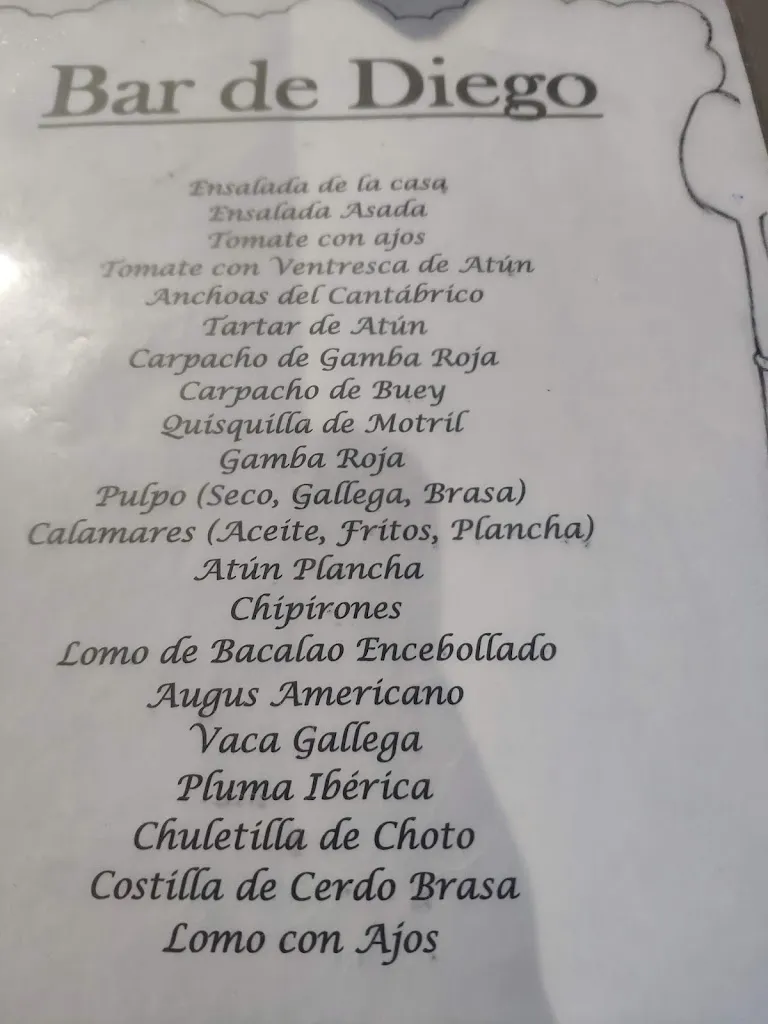 Bar de Diego
Ensalada de la casa
Ensalada Asada
Tomate con ajos
Tomate con Ventresca de Atún
Anchoas del Cantábrico
Tartar de Atún
Carpacho de Gamba Roja
Carpacho de Buey
Quisquilla de Motril
Gamba Roja
Pulpo (Seco, Gallega, Brasa)
Calamares (Aceite, Fritos, Plancha)
Atún Plancha
Chipirones
Lomo de Bacalao Encebollado
Augus Americano
Vaca Gallega
Pluma Ibérica
Chuletilla de Choto
Costilla de Cerdo Brasa
Lomo con Ajos